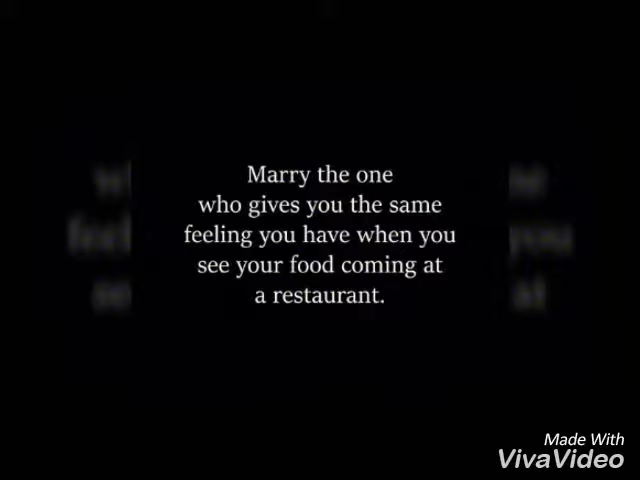 Marry the one
who gives you the same
feeling you have when you
see your food coming at
a restaurant.
Made With
VivaVideo